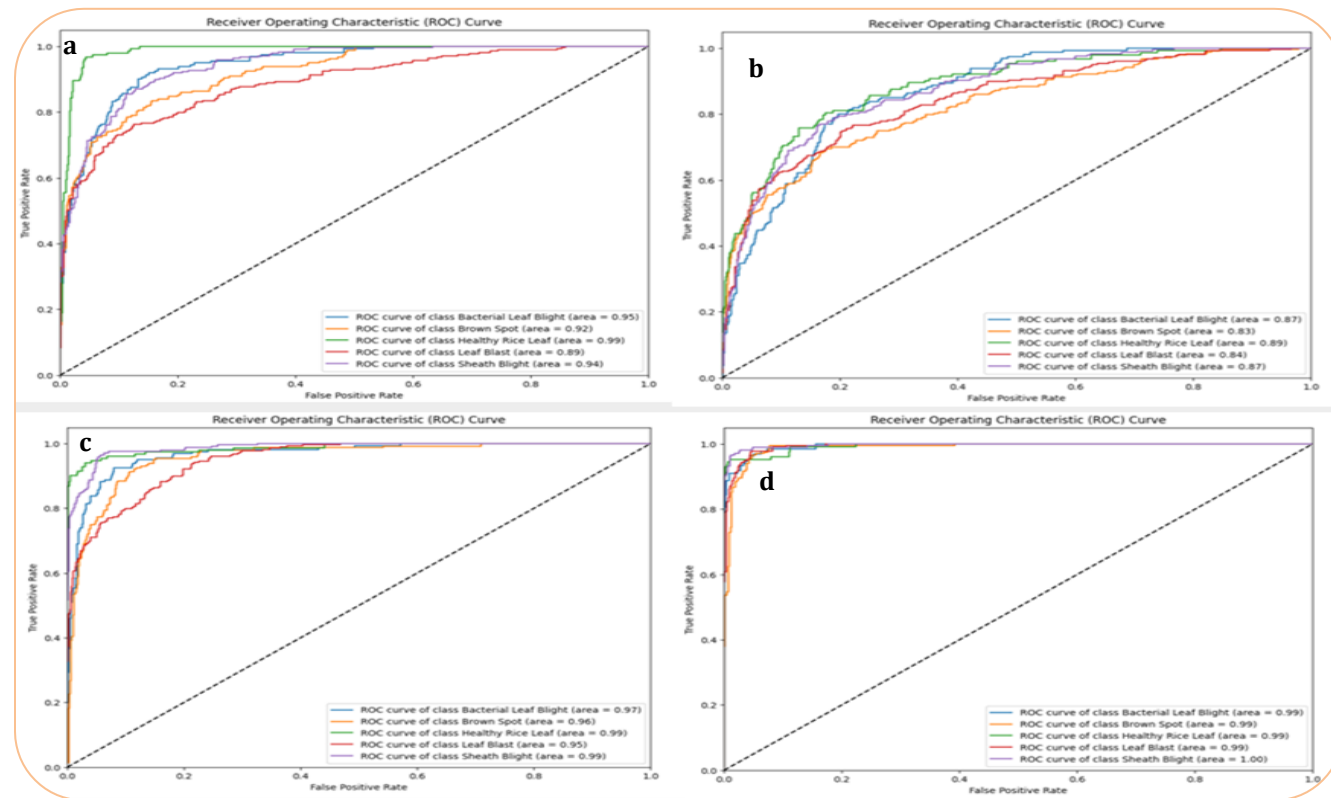 Receiver Operating Characteristic (ROC) Curve
a
1.0
0.8
0.6
0.4
0.2
0.0
True Positive Rate
ROC curve of class Bacterial Leaf Blight (area = 0.95)
ROC curve of class Brown Spot (area = 0.92)
ROC curve of class Healthy Rice Leaf (area = 0.99)
ROC curve of class Leaf Blast (area = 0.89)
ROC curve of class Sheath Blight (area = 0.94)
0.0 0.2 0.4 0.6 0.8 1.0
False Positive Rate
Receiver Operating Characteristic (ROC) Curve
b
1.0
0.8
0.6
0.4
0.2
0.0
True Positive Rate
ROC curve of class Bacterial Leaf Blight (area = 0.87)
ROC curve of class Brown Spot (area = 0.83)
ROC curve of class Healthy Rice Leaf (area = 0.89)
ROC curve of class Leaf Blast (area = 0.84)
ROC curve of class Sheath Blight (area = 0.87)
0.0 0.2 0.4 0.6 0.8 1.0
False Positive Rate
Receiver Operating Characteristic (ROC) Curve
c
1.0
0.8
0.6
0.4
0.2
0.0
True Positive Rate
ROC curve of class Bacterial Leaf Blight (area = 0.97)
ROC curve of class Brown Spot (area = 0.96)
ROC curve of class Healthy Rice Leaf (area = 0.99)
ROC curve of class Leaf Blast (area = 0.95)
ROC curve of class Sheath Blight (area = 0.99)
0.0 0.2 0.4 0.6 0.8 1.0
False Positive Rate
Receiver Operating Characteristic (ROC) Curve
d
1.0
0.8
0.6
0.4
0.2
0.0
True Positive Rate
ROC curve of class Bacterial Leaf Blight (area = 0.99)
ROC curve of class Brown Spot (area = 0.99)
ROC curve of class Healthy Rice Leaf (area = 0.99)
ROC curve of class Leaf Blast (area = 0.99)
ROC curve of class Sheath Blight (area = 1.00)
0.0 0.2 0.4 0.6 0.8 1.0
False Positive Rate